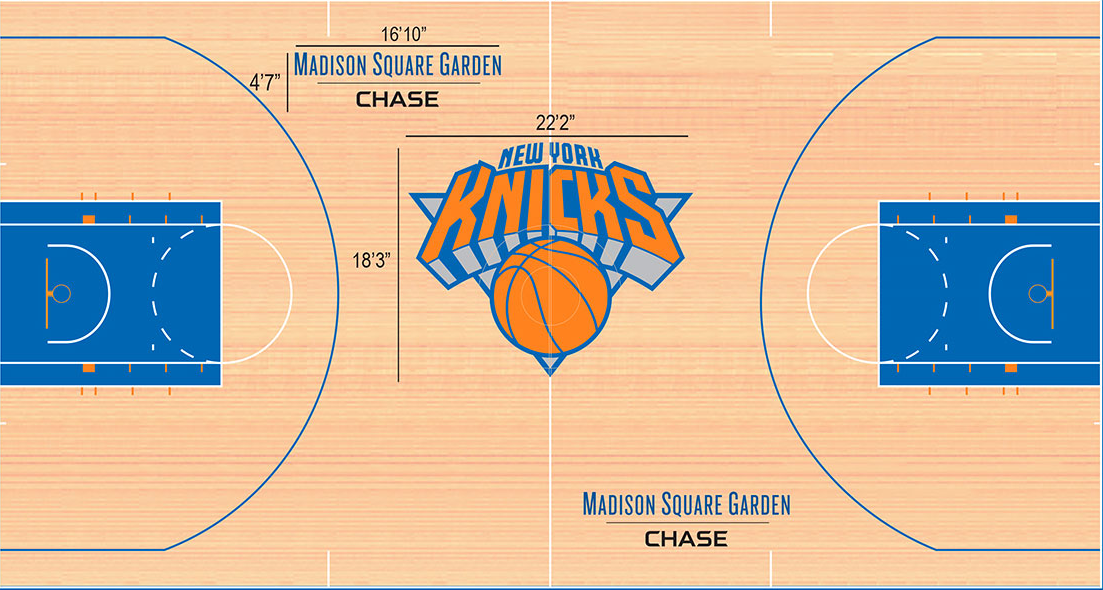 16'10”
MADISON SQUARE GARDEN
4'7”
CHASE
22'2”
NEW YORK
KNICKS
18'3”
MADISON SQUARE GARDEN
CHASE